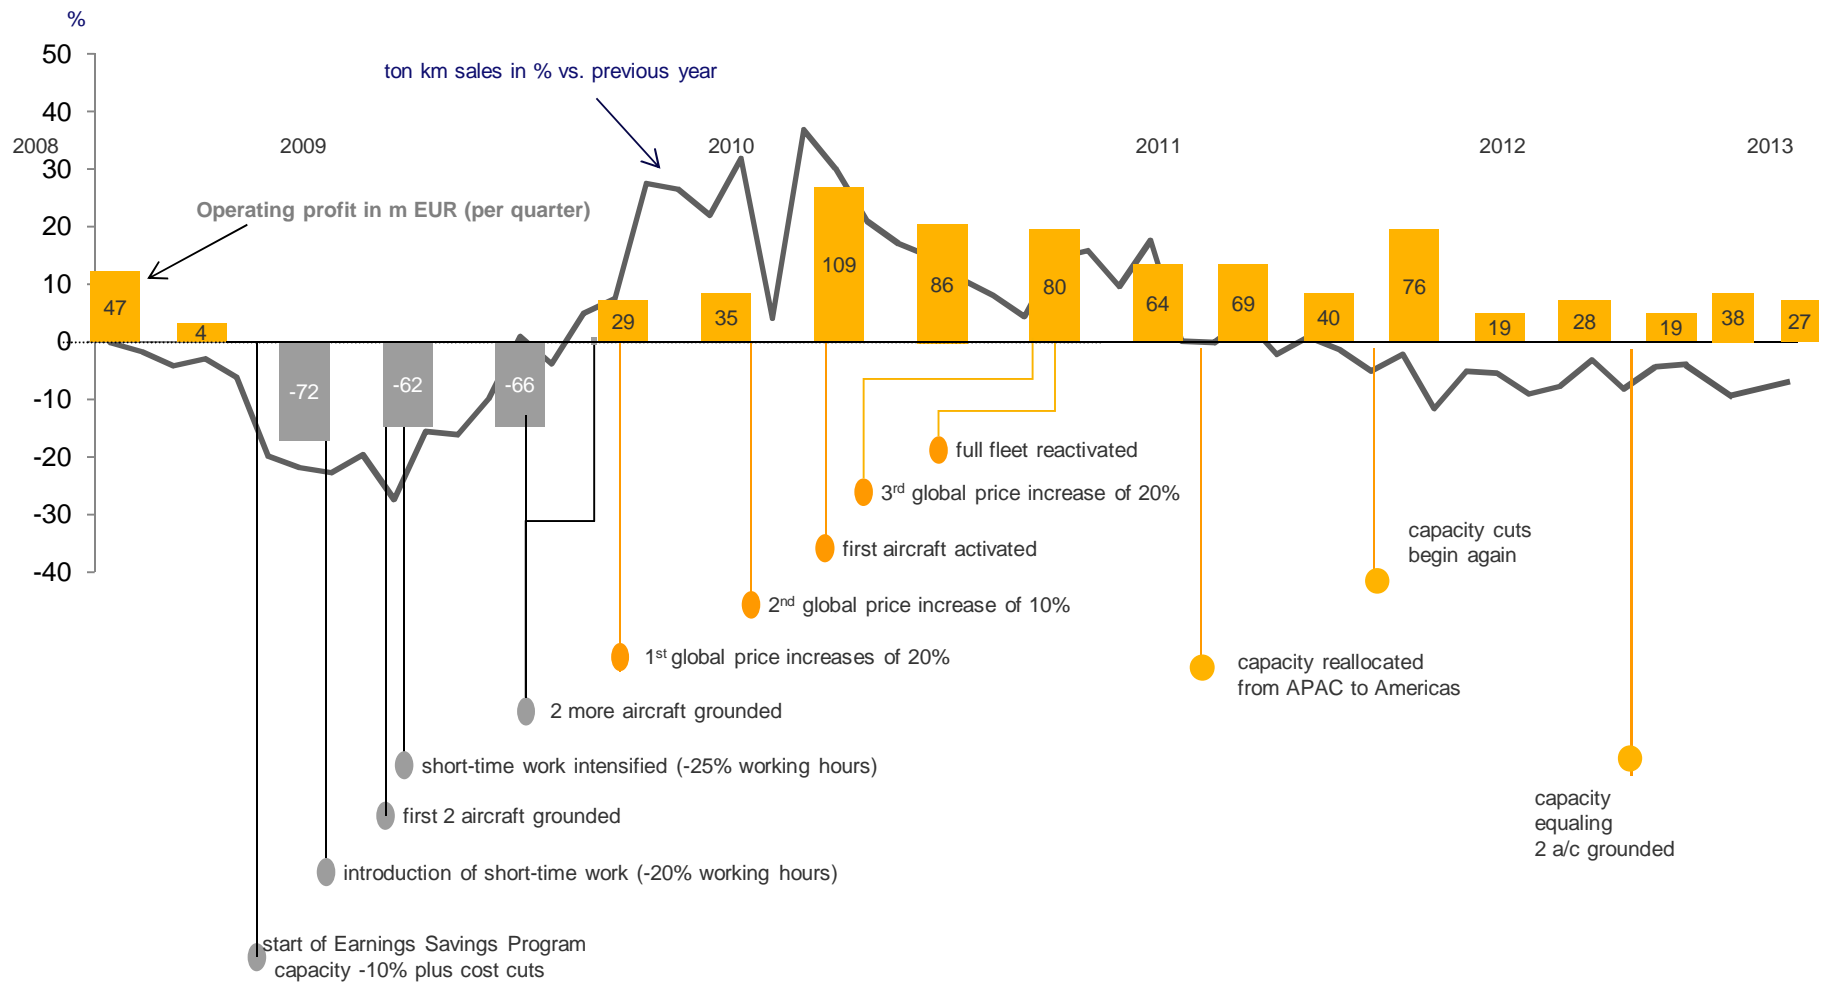 %
50
ton km sales in % vs. previous year
40
2008
2009
2010
2011
2012
2013
30
Operating profit in m EUR (per quarter)
20
10
0
-10
-20
-30
-40
47
4
-72
-62
-66
29
35
109
86
80
64
69
40
76
19
28
19
38
27
full fleet reactivated
3rd global price increase of 20%
first aircraft activated
2nd global price increase of 10%
1st global price increases of 20%
2 more aircraft grounded
short-time work intensified (-25% working hours)
first 2 aircraft grounded
introduction of short-time work (-20% working hours)
start of Earnings Savings Program
capacity -10% plus cost cuts
capacity cuts
begin again
capacity reallocated
from APAC to Americas
capacity
equaling
2 a/c grounded